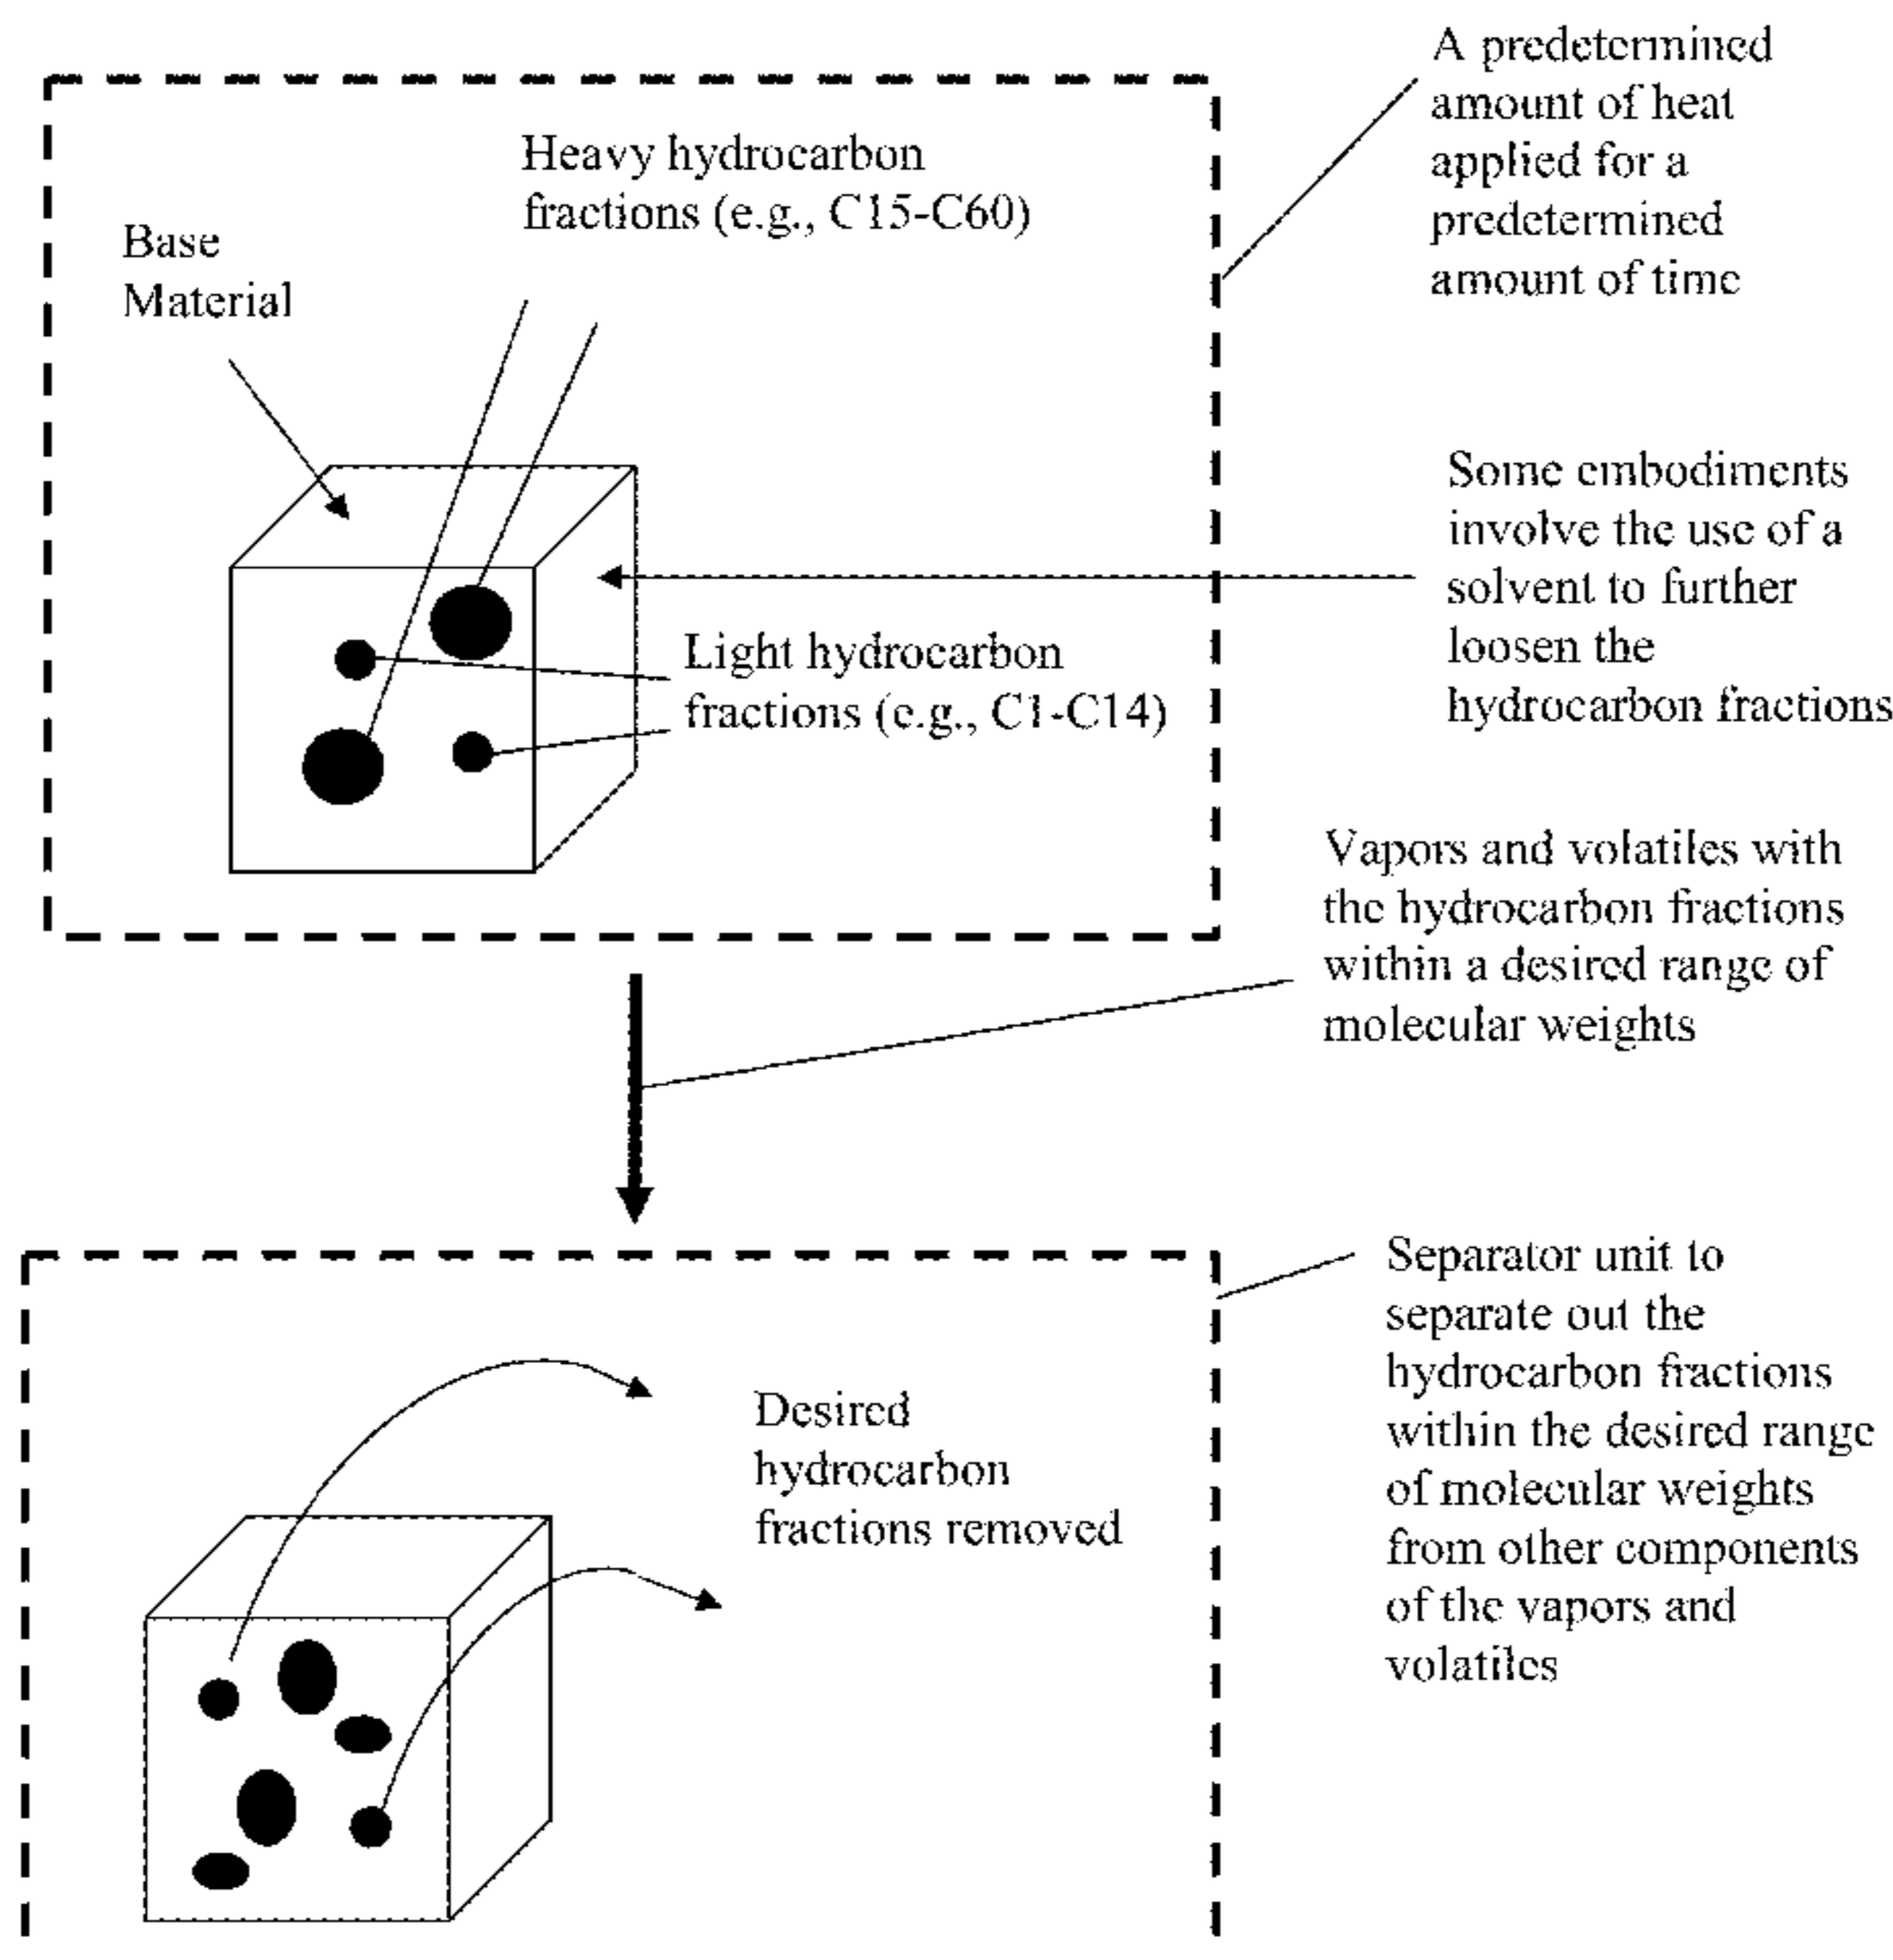 A predetermined
amount of heat
applied for a
predetermined
amount of time
Heavy hydrocarbon
fractions (e.g., C15-C60)
Base
Material
Some embodiments
involve the use of a
solvent to further
loosen the
hydrocarbon fractions
Light hydrocarbon
fractions (e.g., C1-C14)
Vapors and volatiles with
the hydrocarbon fractions
within a desired range of
molecular weights
Separator unit to
separate out the
hydrocarbon fractions
within the desired range
of molecular weights
from other components
of the vapors and
volatiles
Desired
hydrocarbon
fractions removed